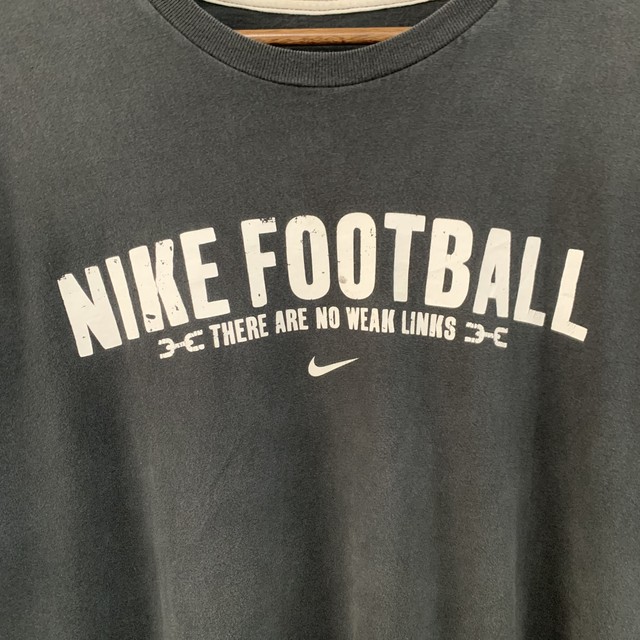 NIKE FOOTBALL
THERE ARE NO WEAK LINKS